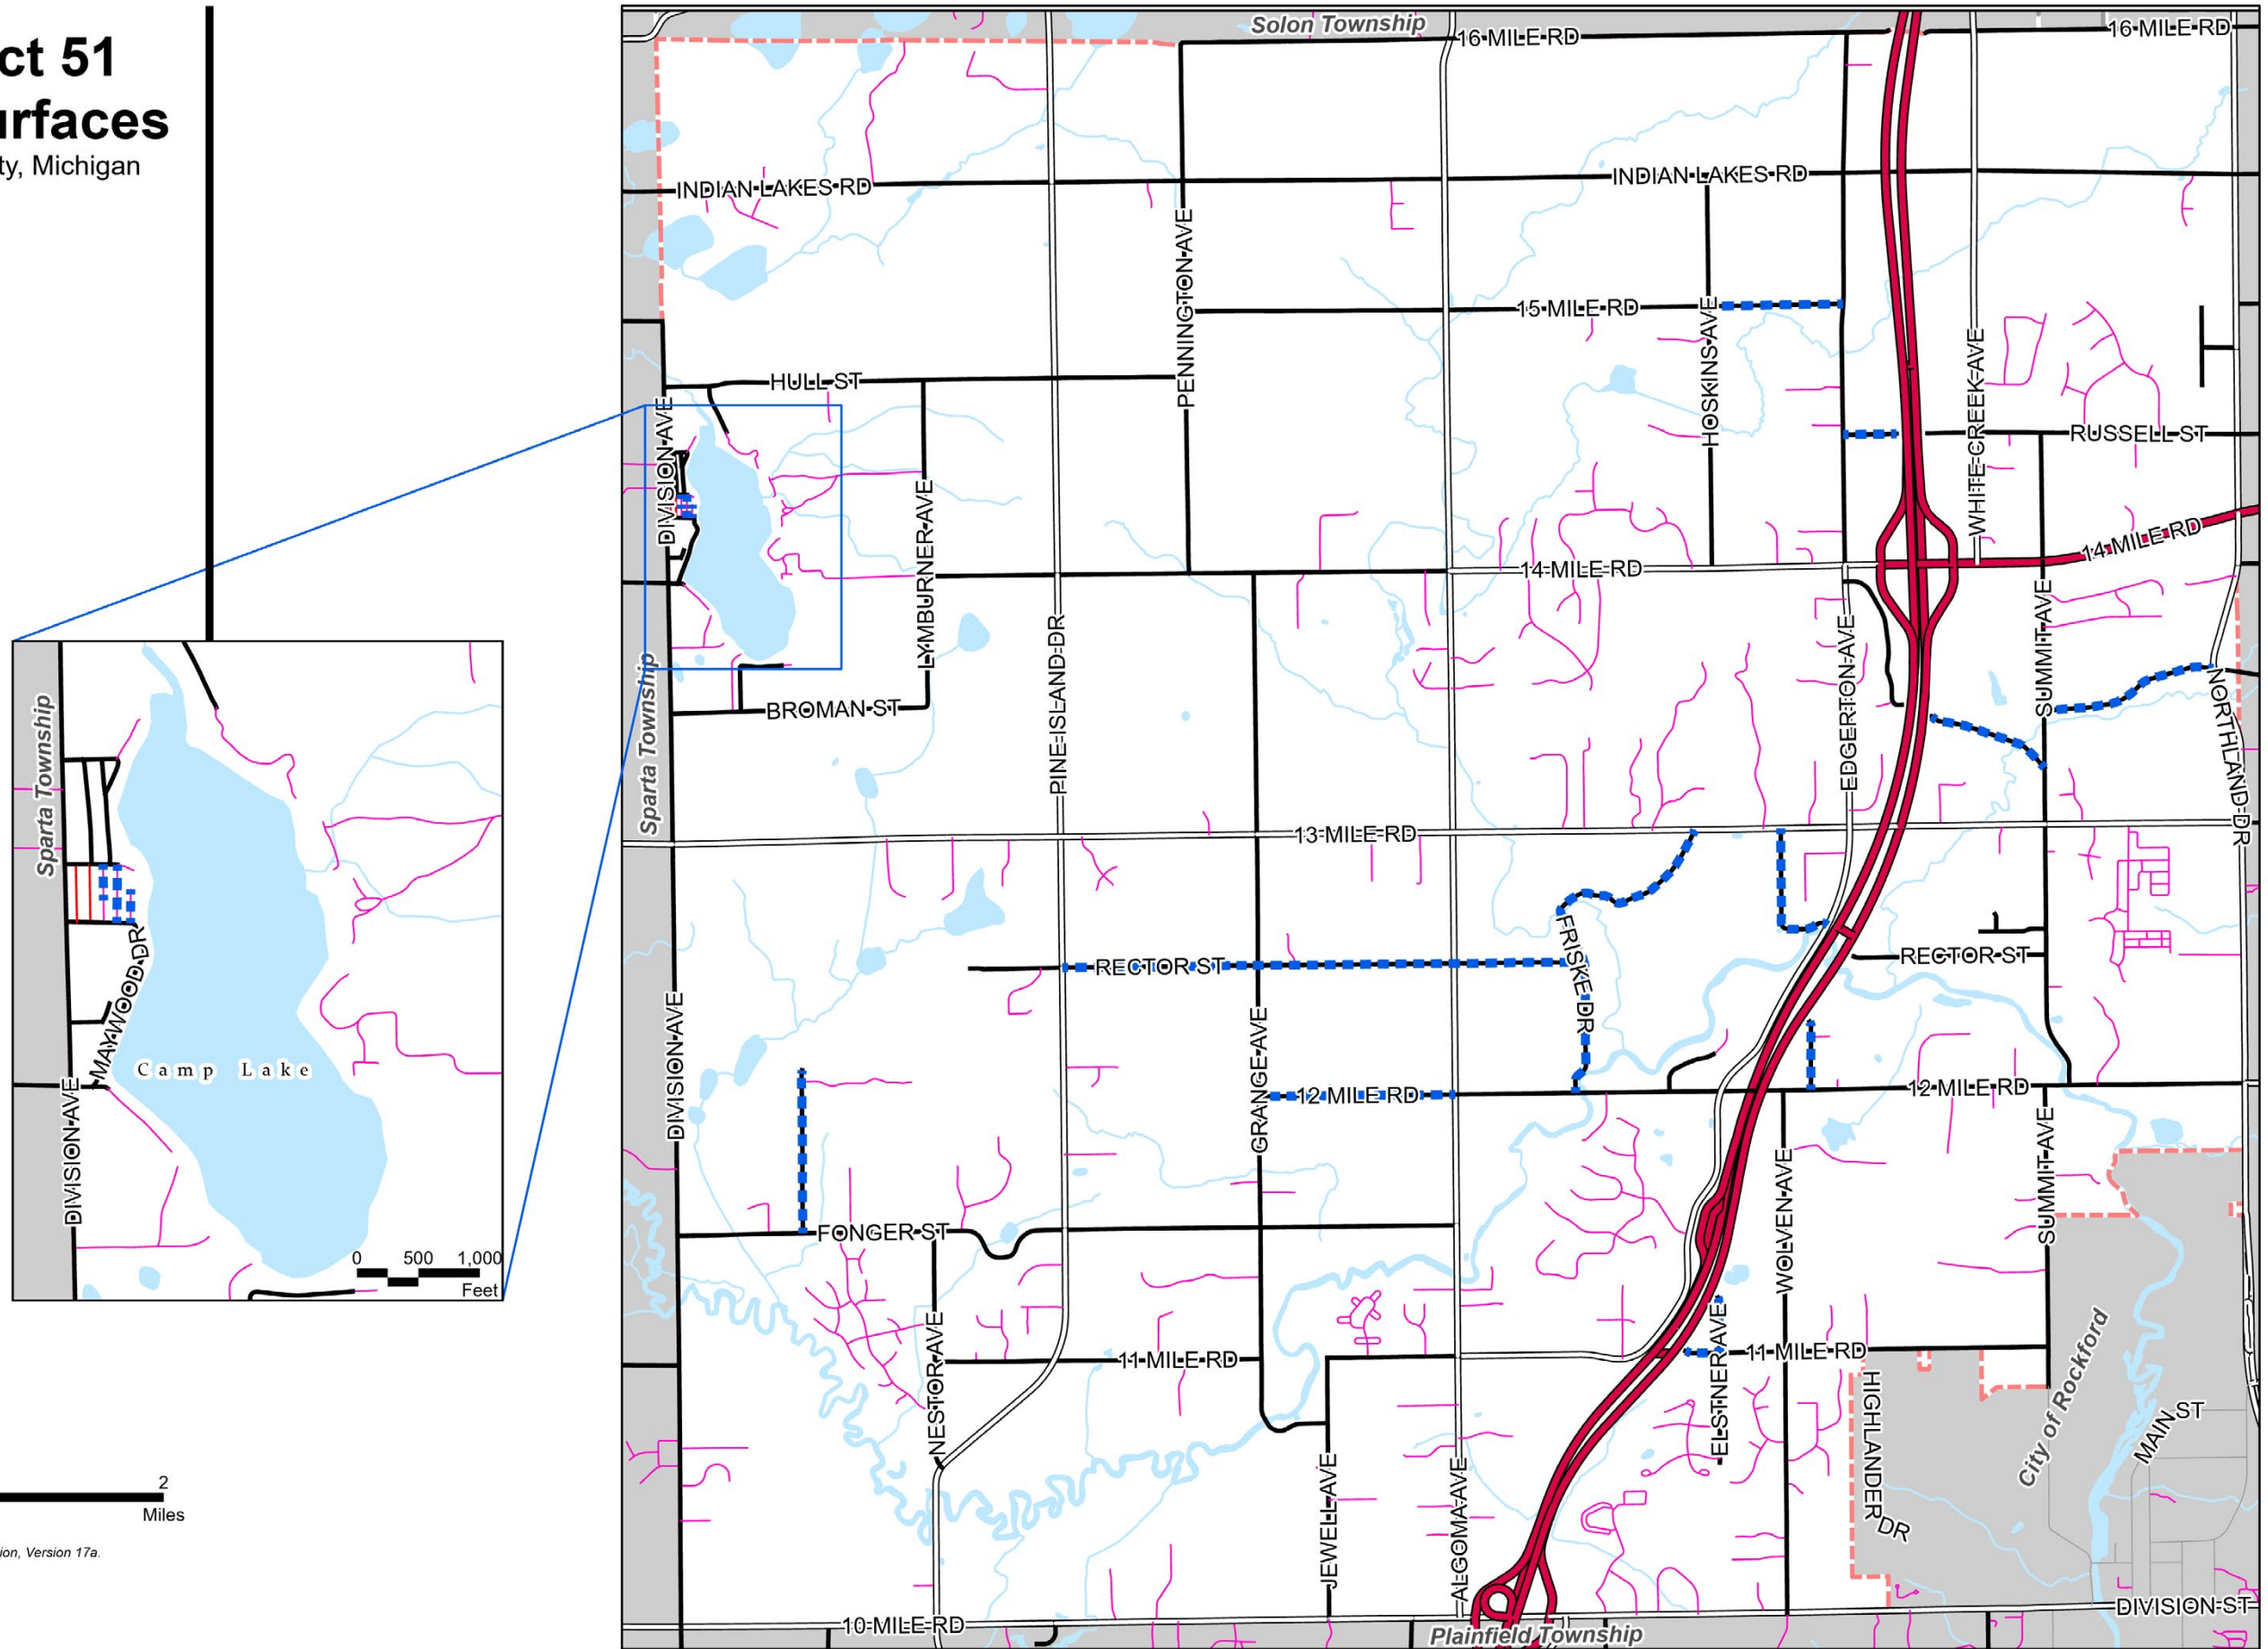 ct 51
urfaces
ty, Michigan
Solon Township
16 MILE RD
16 MILE RD
INDIAN LAKES RD
INDIAN LAKES RD
PENNINGTON AVE
15 MILE RD
HOSKINS AVE
WHITE CREEK AVE
HULL ST
DIVISION AVE
RUSSELL ST
LYMBURNER AVE
14 MILE RD
14 MILE RD
SUMMIT AVE
EDGERTON AVE
PINE ISLAND DR
BROMAN ST
Sparta Township
NORTHLAND DR
13 MILE RD
FRISKE DR
RECTOR ST
RECTOR ST
DIVISION AVE
GRANGE AVE
12 MILE RD
12 MILE RD
SUMMIT AVE
WOLVEN AVE
FONGER ST
NESTOR AVE
11 MILE RD
11 MILE RD
ELSTNER AVE
HIGHLANDER DR
City of Rockford
MAIN ST
JEWELL AVE
ALGOMA AVE
10 MILE RD
DIVISION ST
Plainfield Township
Sparta Township
MAYWOOD DR
Camp Lake
DIVISION AVE
0 500 1,000
Feet
2
Miles
ion, Version 17a.